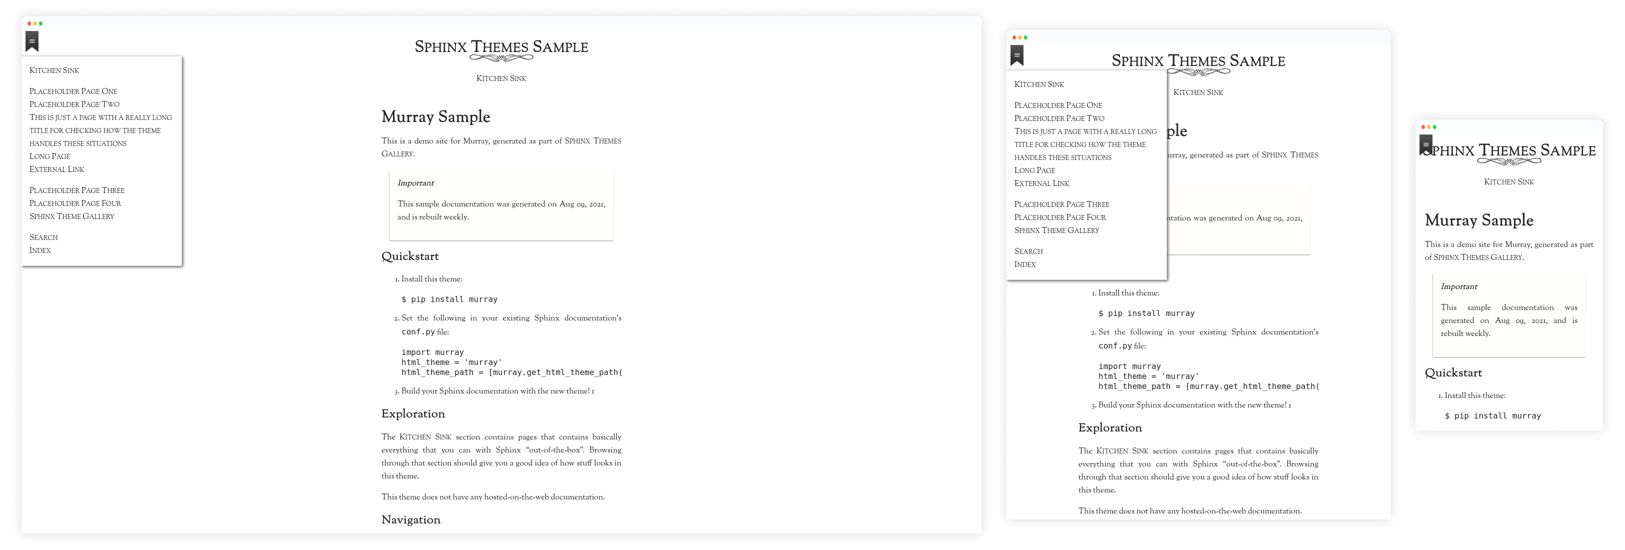 SPHINX THEMES SAMPLE
KITCHEN SINK
KITCHEN SINK
PLACEHOLDER PAGE ONE
PLACEHOLDER PAGE TWO
THIS IS JUST A PAGE WITH A REALLY LONG
TITLE FOR CHECKING HOW THE THEME
HANDLES THESE SITUATIONS
LONG PAGE
EXTERNAL LINK
PLACEHOLDER PAGE THREE
PLACEHOLDER PAGE FOUR
SPHINX THEME GALLERY
SEARCH
INDEX
Murray Sample
This is a demo site for Murray, generated as part of SPHINX THEMES
GALLERY.
Important
This sample documentation was generated on Aug 09, 2021,
and is rebuilt weekly.
Quickstart
1. Install this theme:
$ pip install murray
2. Set the following in your existing Sphinx documentation's
conf.py file:
import murray
html_theme = 'murray'
html_theme_path = [murray.get_html_theme_path(
3. Build your Sphinx documentation with the new theme! 1
Exploration
The KITCHEN SINK section contains pages that contains basically
everything that you can with Sphinx “out-of-the-box”. Browsing
through that section should give you a good idea of how stuff looks in
this theme.
This theme does not have any hosted-on-the-web documentation.
Navigation
SPHINX THEMES SAMPLE
KITCHEN SINK
KITCHEN SINK
PLACEHOLDER PAGE ONE
PLACEHOLDER PAGE TWO
THIS IS JUST A PAGE WITH A REALLY LONG
TITLE FOR CHECKING HOW THE THEME
HANDLES THESE SITUATIONS
LONG PAGE
EXTERNAL LINK
PLACEHOLDER PAGE THREE
PLACEHOLDER PAGE FOUR
SPHINX THEME GALLERY
SEARCH
INDEX
ple
urray, generated as part of SPHINX THEMES
ntation was generated on Aug 09, 2021,
1. Install this theme:
$ pip install murray
2. Set the following in your existing Sphinx documentation's
conf.py file:
import murray
html_theme = 'murray'
html_theme_path = [murray.get_html_theme_path(
3. Build your Sphinx documentation with the new theme! 1
Exploration
The KITCHEN SINK section contains pages that contains basically
everything that you can with Sphinx “out-of-the-box”. Browsing
through that section should give you a good idea of how stuff looks in
this theme.
This theme does not have any hosted-on-the-web documentation.
SPHINX THEMES SAMPLE
KITCHEN SINK
Murray Sample
This is a demo site for Murray, generated as part
of SPHINX THEMES GALLERY.
Important
This sample documentation was
generated on Aug 09, 2021, and is
rebuilt weekly.
Quickstart
1. Install this theme:
$ pip install murray